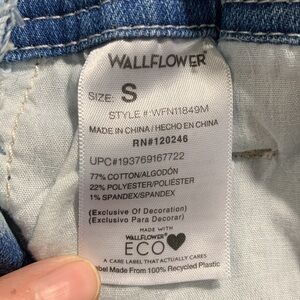 WALLFLOWER
SIZE: S
STYLE #:WFN11849M
MADE IN CHINA / HECHO EN CHINA
RN#120246
UPC#193769167722
77% COTTON/ALGODÓN
22% POLYESTER/POLIÉSTER
1% SPANDEX/SPANDEX
(Exclusive Of Decoration)
(Exclusivo Para Decorar)
MADE WITH
WALLFLOWER
ECO
A CARE LABEL THAT ACTUALLY CARES
Label Made From 100% Recycled Plastic